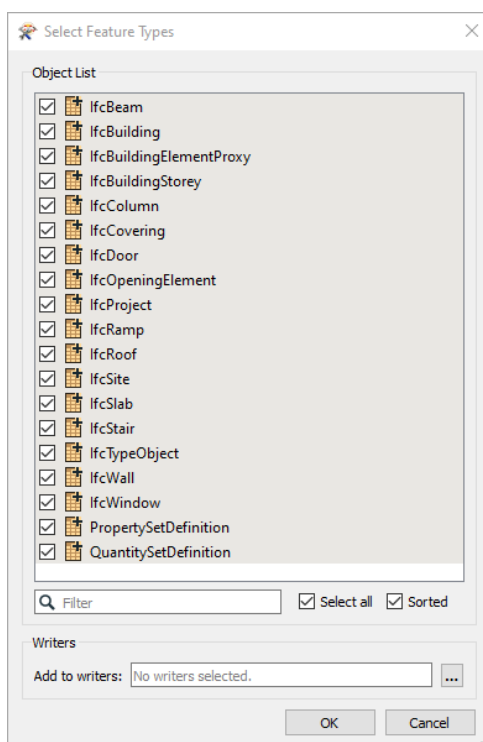 Select Feature Types
Object List
IfcBeam
IfcBuilding
IfcBuildingElementProxy
IfcBuildingStorey
IfcColumn
IfcCovering
IfcDoor
IfcOpeningElement
IfcProject
IfcRamp
IfcRoof
IfcSite
IfcSlab
IfcStair
IfcTypeObject
IfcWall
IfcWindow
PropertySetDefinition
QuantitySetDefinition
Filter Select all Sorted
Writers
Add to writers: No writers selected. ...
OK Cancel